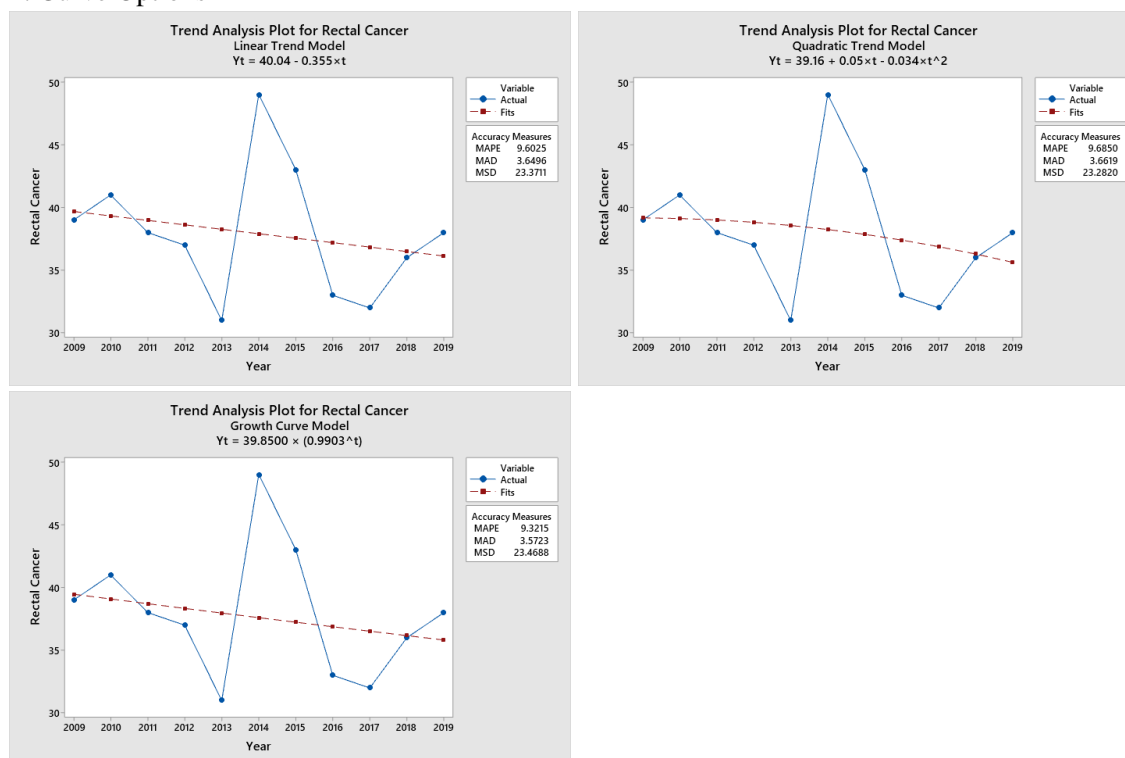 Trend Analysis Plot for Rectal Cancer
Linear Trend Model
Yt = 40.04 - 0.355×t
Variable
Actual
Fits
Accuracy Measures
MAPE 9.6025
MAD 3.6496
MSD 23.3711
50
45
40
35
30
Rectal Cancer
2009 2010 2011 2012 2013 2014 2015 2016 2017 2018 2019
Year
Trend Analysis Plot for Rectal Cancer
Quadratic Trend Model
Yt = 39.16 + 0.05×t - 0.034×t^2
Variable
Actual
Fits
Accuracy Measures
MAPE 9.6850
MAD 3.6619
MSD 23.2820
50
45
40
35
30
Rectal Cancer
2009 2010 2011 2012 2013 2014 2015 2016 2017 2018 2019
Year
Trend Analysis Plot for Rectal Cancer
Growth Curve Model
Yt = 39.8500 × (0.9903^t)
Variable
Actual
Fits
Accuracy Measures
MAPE 9.3215
MAD 3.5723
MSD 23.4688
50
45
40
35
30
Rectal Cancer
2009 2010 2011 2012 2013 2014 2015 2016 2017 2018 2019
Year